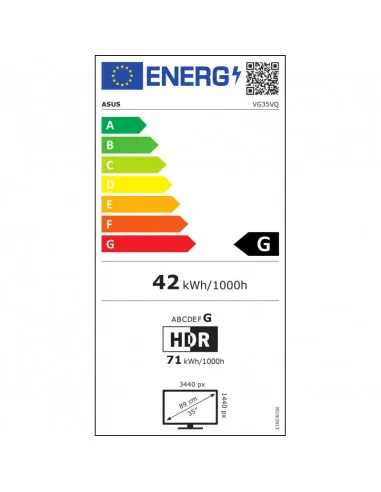 ENERG
ASUS VG35VQ
A
B
C
D
E
F
G G
42 kWh/1000h
ABCDEF G
HDR
71 kWh/1000h
3440 px
89 cm
35"
1440 px
2019/2013